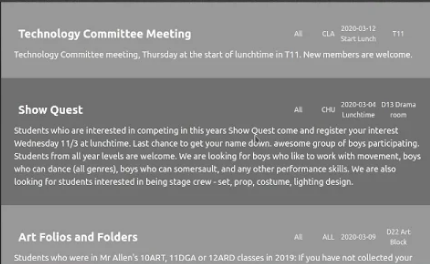 Technology Committee Meeting All CLA 2020-03-12 Start Lunch T11
Technology Committee meeting, Thursday at the start of lunchtime in T11. New members are welcome.
Show Quest All CHU 2020-03-04 Lunchtime D13 Drama room
Students whio are interested in competing in this years Show Quest come and register your interest
Wednesday 11/3 at lunchtime. Last chance to get your name down. awesome group of boys participating.
Students from all year levels are welcome. We are looking for boys who like to work with movement, boys
who can dance (all genres), boys who can somersault, and any other performance skills. We are also
looking for students interested in being stage crew - set, prop, costume, lighting design.
Art Folios and Folders All ALL 2020-03-09 D22 Art Block
Students who were in Mr Allen's 10ART, 11DGA or 12ARD classes in 2019: If you have not collected your